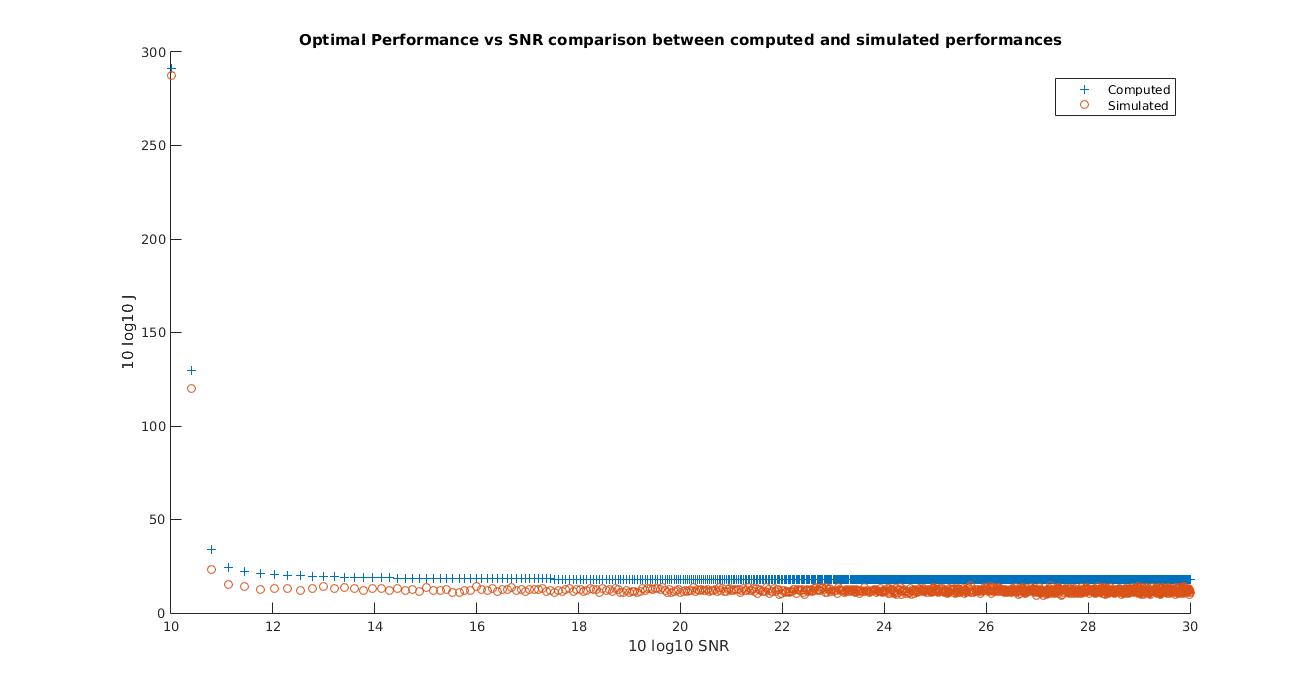 Optimal Performance vs SNR comparison between computed and simulated performances
300
Computed
Simulated
250
200
150
100
50
0
10 log10 J
10 12 14 16 18 20 22 24 26 28 30
10 log10 SNR